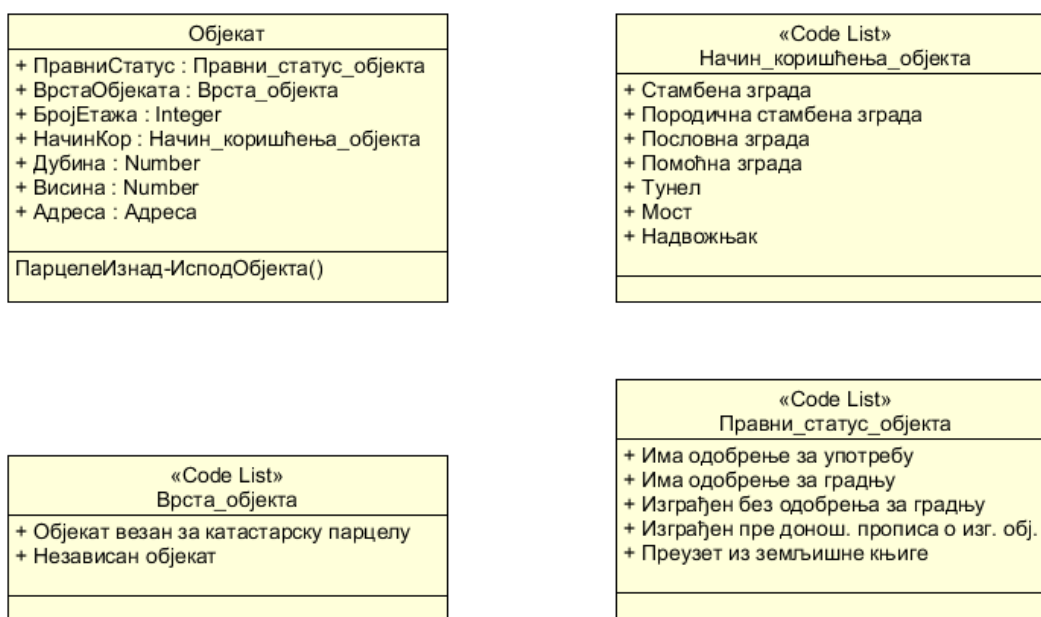 Објекат
+ ПравниСтатус : Правни_статус_објекта
+ ВрстаОбјеката : Врста_објекта
+ БројЕтажа : Integer
+ НачинКор : Начин_коришћења_објекта
+ Дубина : Number
+ Висина : Number
+ Адреса : Адреса
ПарцелеИзнад-ИсподОбјекта()
«Code List»
Начин_коришћења_објекта
+ Стамбена зграда
+ Породична стамбена зграда
+ Пословна зграда
+ Помоћна зграда
+ Тунел
+ Мост
+ Надвожњак
«Code List»
Врста_објекта
+ Објекат везан за катастарску парцелу
+ Независан објекат
«Code List»
Правни_статус_објекта
+ Има одобрење за употребу
+ Има одобрење за градњу
+ Изграђен без одобрења за градњу
+ Изграђен пре донош. прописа о изг. обј.
+ Преузет из земљишне књиге